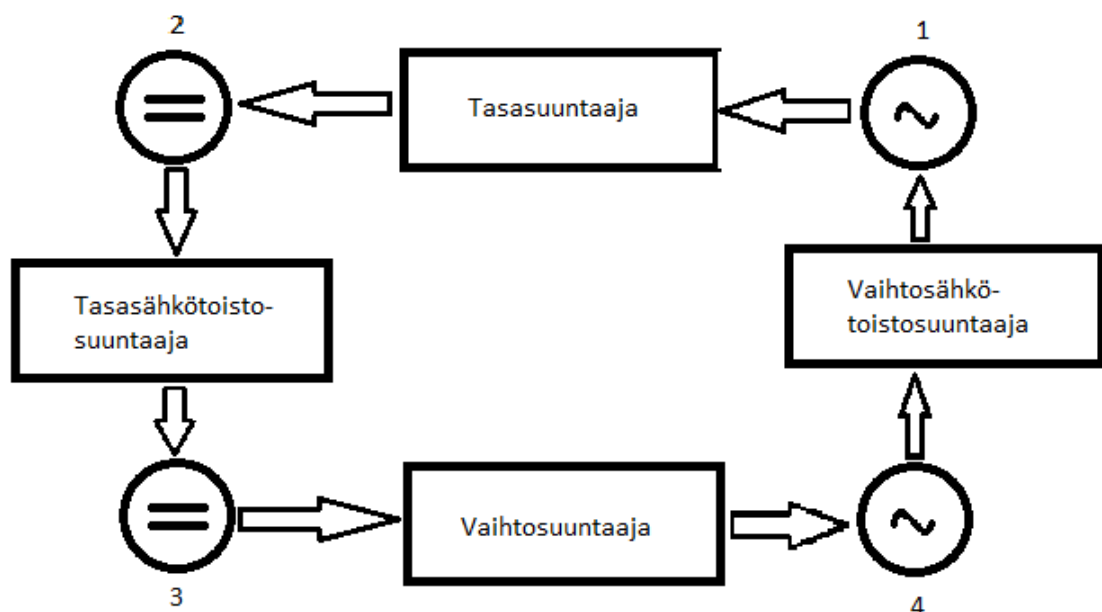 2
1
Tasasuuntaaja
=
~
Tasasähkötoisto-
suuntaaja
Vaihtosähkö-
toistosuuntaaja
=
Vaihtosuuntaaja
~
3
4